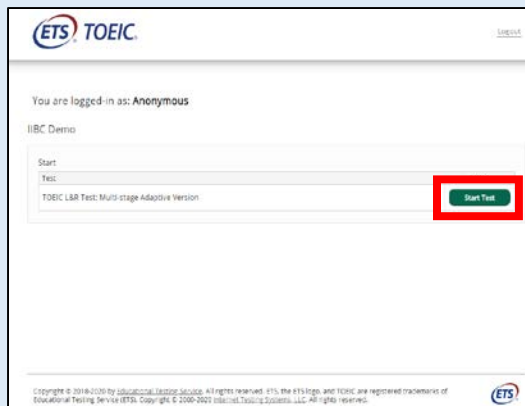 ETS TOEIC
Logout
You are logged-in as: Anonymous
IIBC Demo
Start
Test
TOEIC L&R Test: Multi-stage Adaptive Version
Start Test
Copyright © 2018-2020 by Educational Testing Service. All rights reserved. ETS, the ETS logo, and TOEIC are registered trademarks of
Educational Testing Service (ETS). Copyright © 2000-2020 Internet Testing Systems, LLC. All rights reserved.
ETS